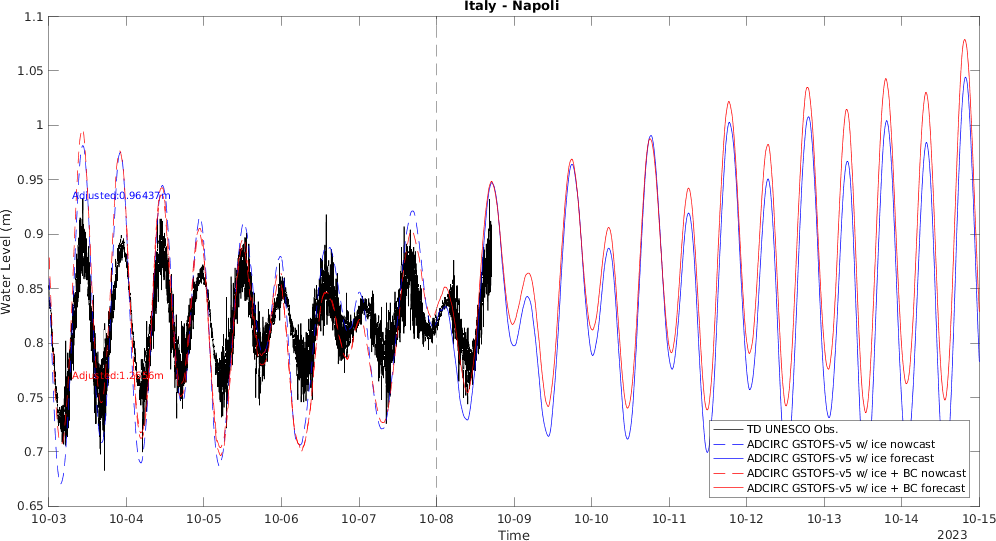 Italy - Napoli
1.1
1.05
1
0.95
0.9
0.85
0.8
0.75
0.7
0.65
Water Level (m)
Adjusted:0.96437m
TD UNESCO Obs.
ADCIRC GSTOFS-v5 w/ ice nowcast
ADCIRC GSTOFS-v5 w/ ice forecast
ADCIRC GSTOFS-v5 w/ ice + BC nowcast
ADCIRC GSTOFS-v5 w/ ice + BC forecast
10-03 10-04 10-05 10-06 10-07 10-08 10-09 10-10 10-11 10-12 10-13 10-14 10-15
Time
2023